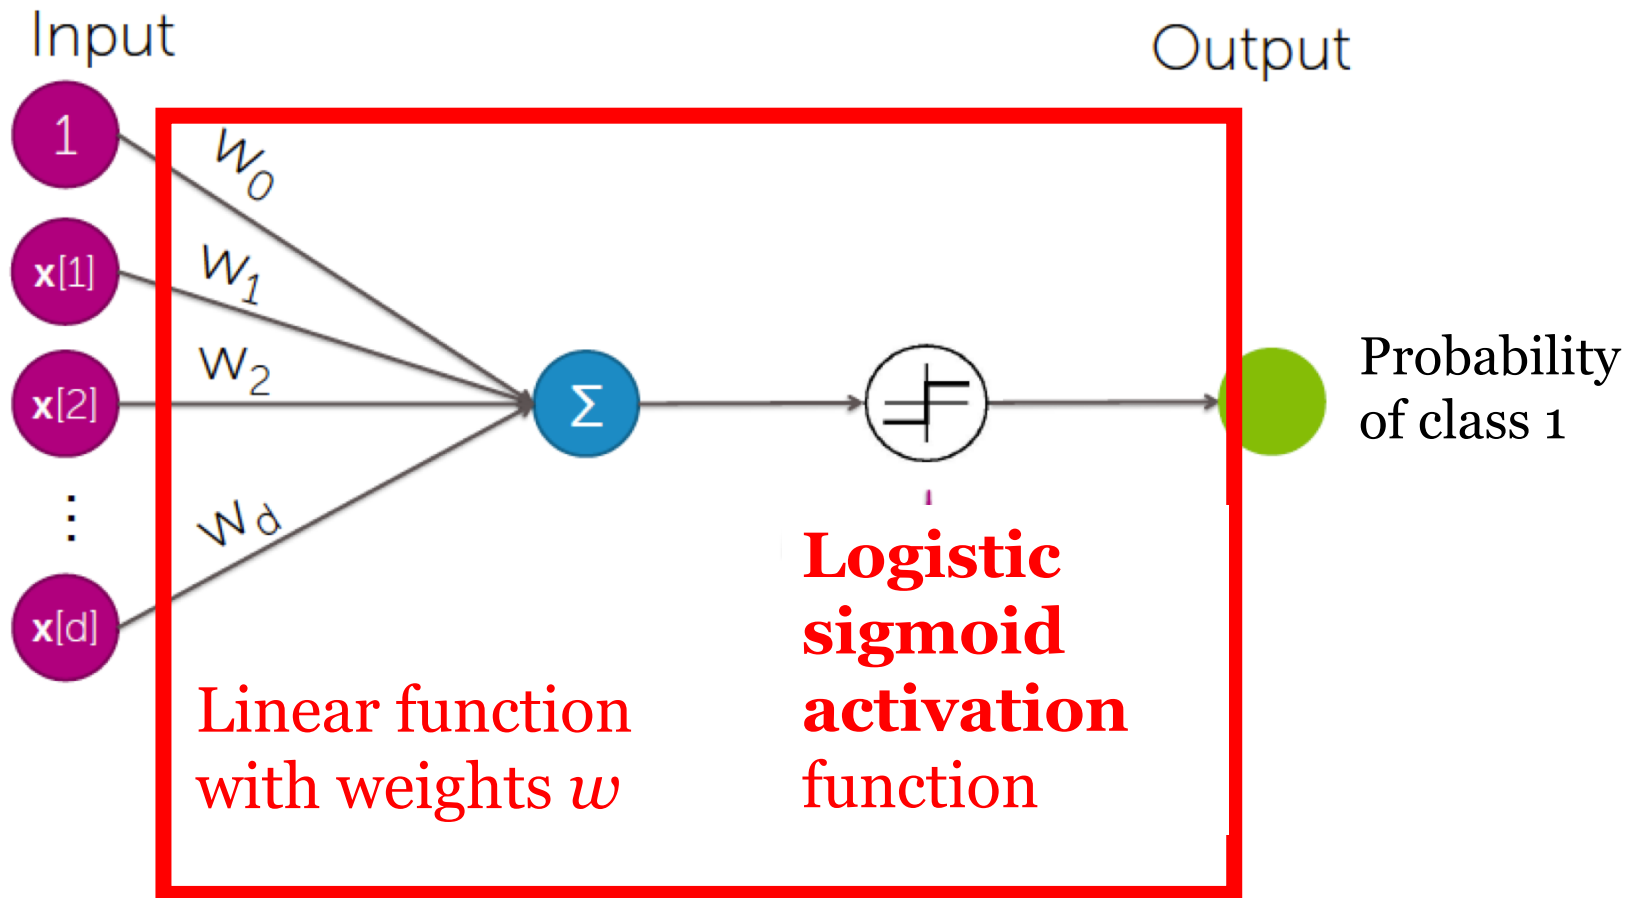 Input
Output
1
W0
x[1]
W1
x[2]
W2
Σ
Probability
of class 1
⋮
Wd
x[d]
Logistic
sigmoid
activation
function
Linear function
with weights w